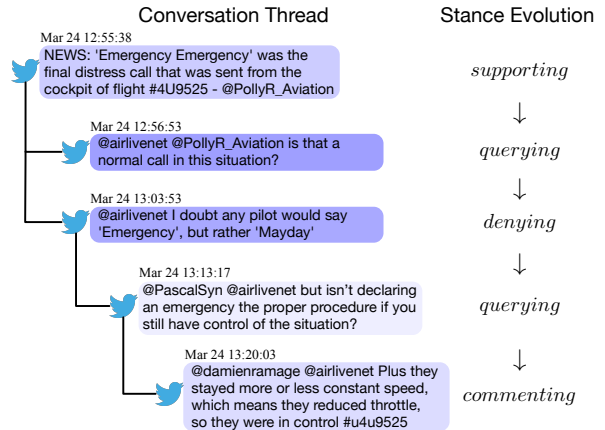 Conversation Thread
Stance Evolution
Mar 24 12:55:38
NEWS: 'Emergency Emergency' was the
final distress call that was sent from the
cockpit of flight #4U9525 - @PollyR_Aviation
supporting
Mar 24 12:56:53
@airlivenet @PollyR_Aviation is that a
normal call in this situation?
querying
Mar 24 13:03:53
@airlivenet I doubt any pilot would say
'Emergency', but rather 'Mayday'
denying
Mar 24 13:13:17
@PascalSyn @airlivenet but isn't declaring
an emergency the proper procedure if you
still have control of the situation?
querying
Mar 24 13:20:03
@damienramage @airlivenet Plus they
stayed more or less constant speed,
which means they reduced throttle,
so they were in control #u4u9525
commenting